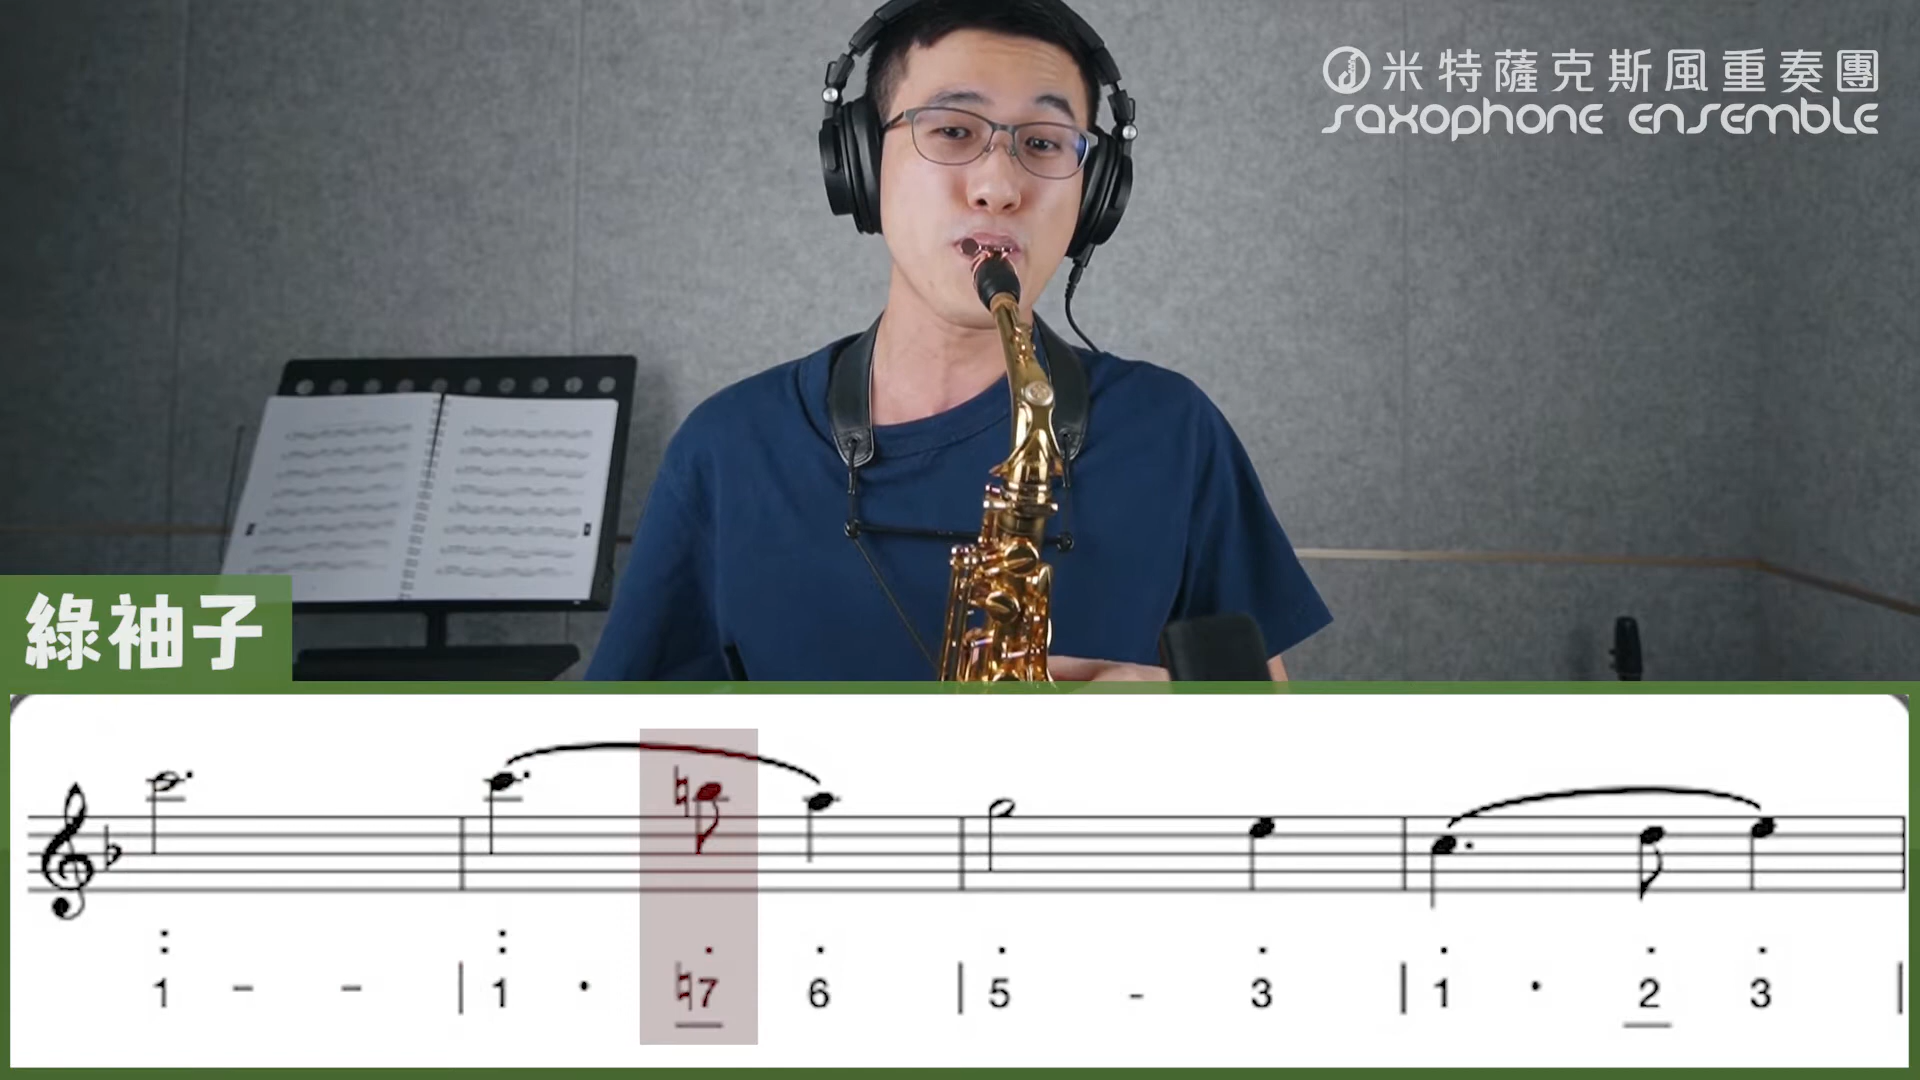 米特薩克斯風重奏團
saxophone ensemble
綠袖子
1 - - | 1 · ♮7 6 | 5 - 3 | 1 · 2 3 |